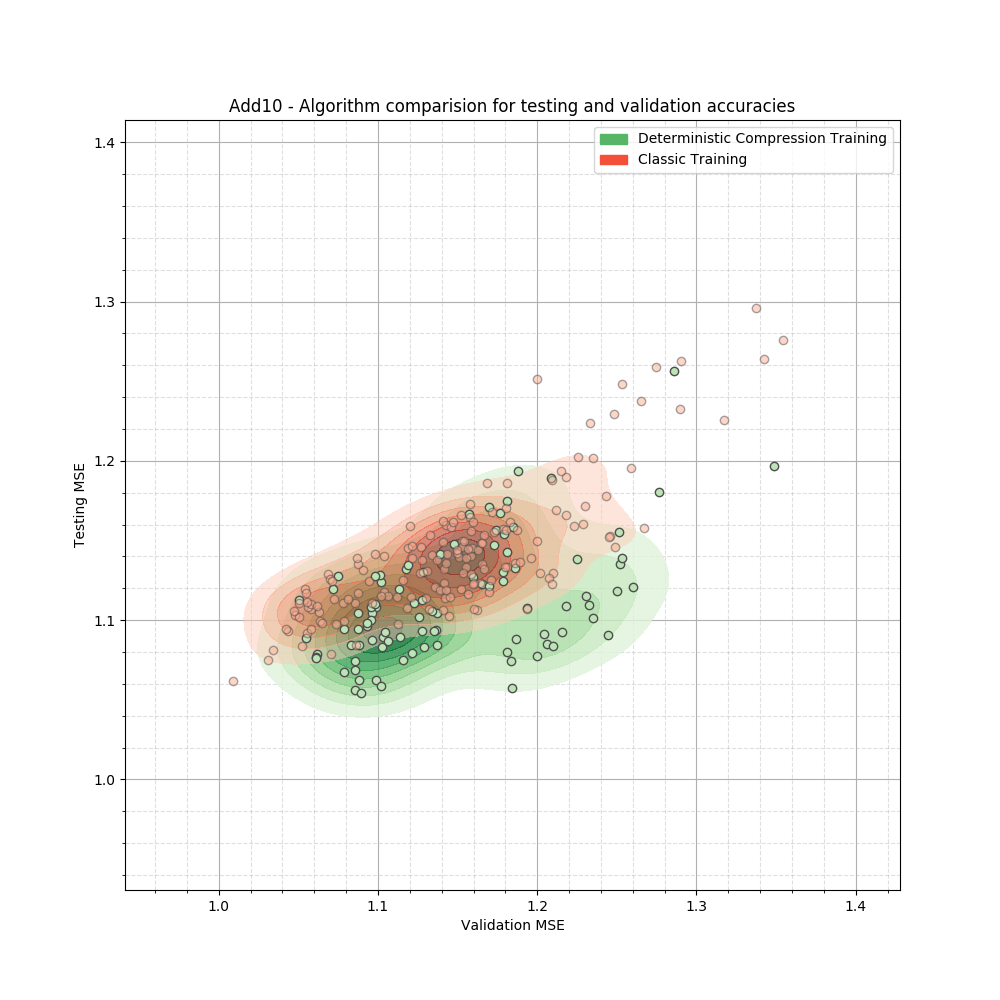 Add10 - Algorithm comparision for testing and validation accuracies
Deterministic Compression Training
Classic Training
1.4
1.3
1.2
1.1
1.0
Testing MSE
1.0 1.1 1.2 1.3 1.4
Validation MSE